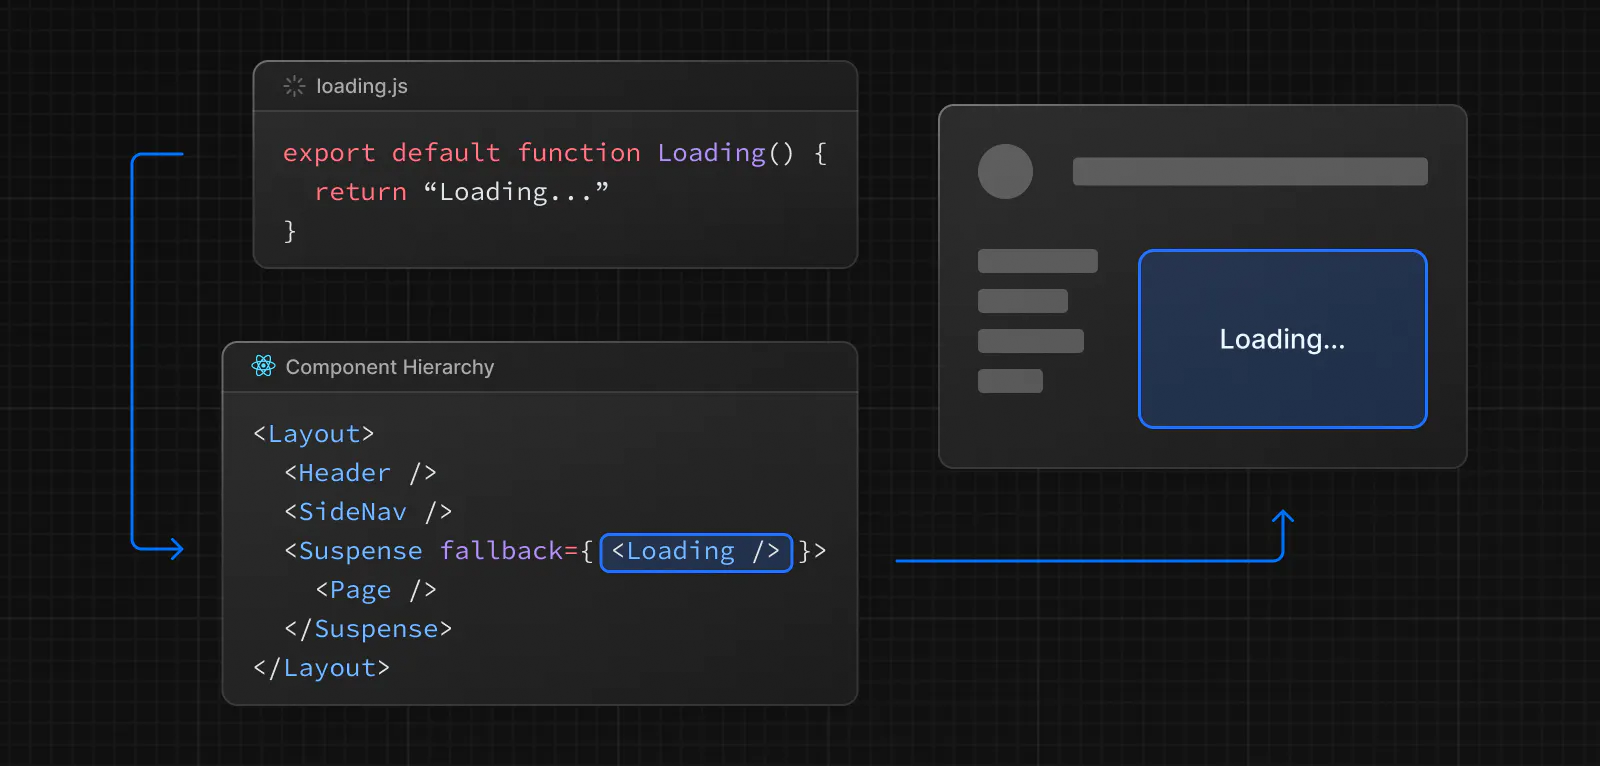 loading.js
export default function Loading() {
  return “Loading...”
}
Component Hierarchy
<Layout>
  <Header />
  <SideNav />
  <Suspense fallback={ <Loading /> }>
    <Page />
  </Suspense>
</Layout>
Loading...